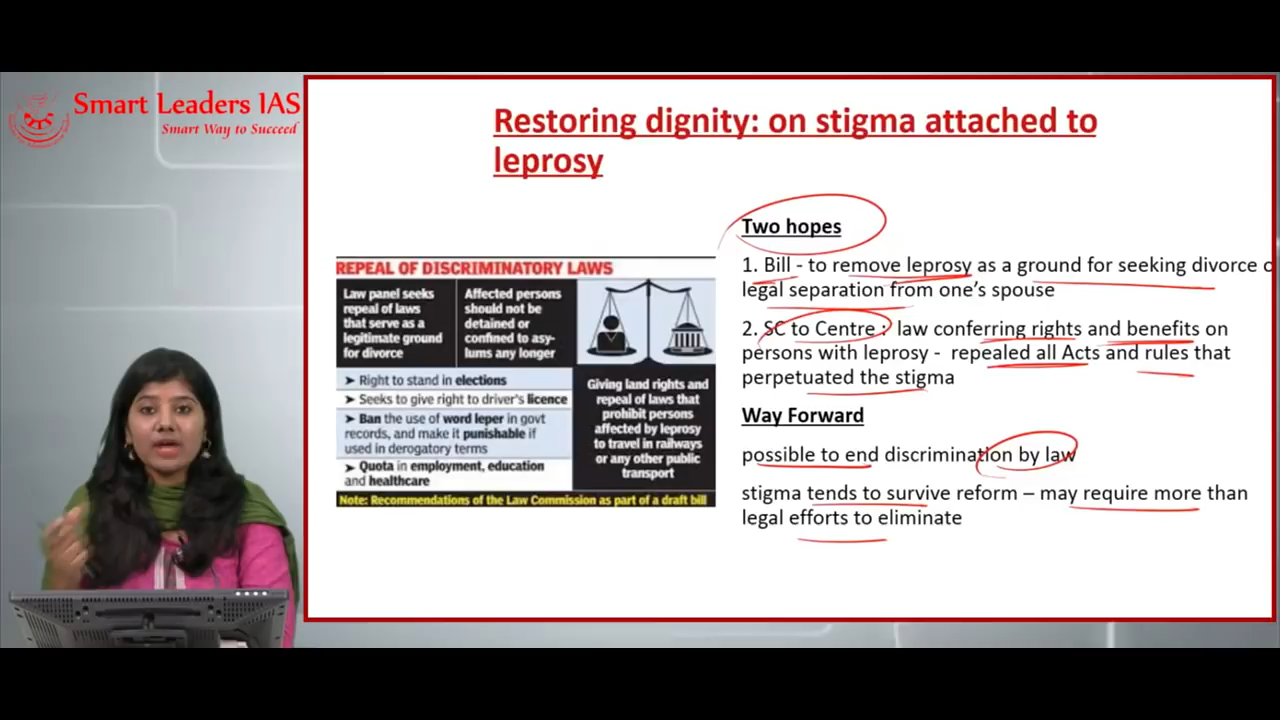 Smart Leaders IAS
Smart Way to Succeed
Restoring dignity: on stigma attached to
leprosy
REPEAL OF DISCRIMINATORY LAWS
Law panel seeks
repeal of laws
that serve as a
legitimate ground
for divorce
Affected persons
should not be
detained or
confined to asy-
lums any longer
➤ Right to stand in elections
➤ Seeks to give right to driver's licence
➤ Ban the use of word leper in govt
records, and make it punishable if
used in derogatory terms
➤ Quota in employment, education
and healthcare
Giving land rights and
repeal of laws that
prohibit persons
affected by leprosy
to travel in railways
or any other public
transport
Note: Recommendations of the Law Commission as part of a draft bill
Two hopes
1. Bill - to remove leprosy as a ground for seeking divorce o
legal separation from one's spouse
2. SC to Centre : law conferring rights and benefits on
persons with leprosy - repealed all Acts and rules that
perpetuated the stigma
Way Forward
possible to end discrimination by law
stigma tends to survive reform – may require more than
legal efforts to eliminate